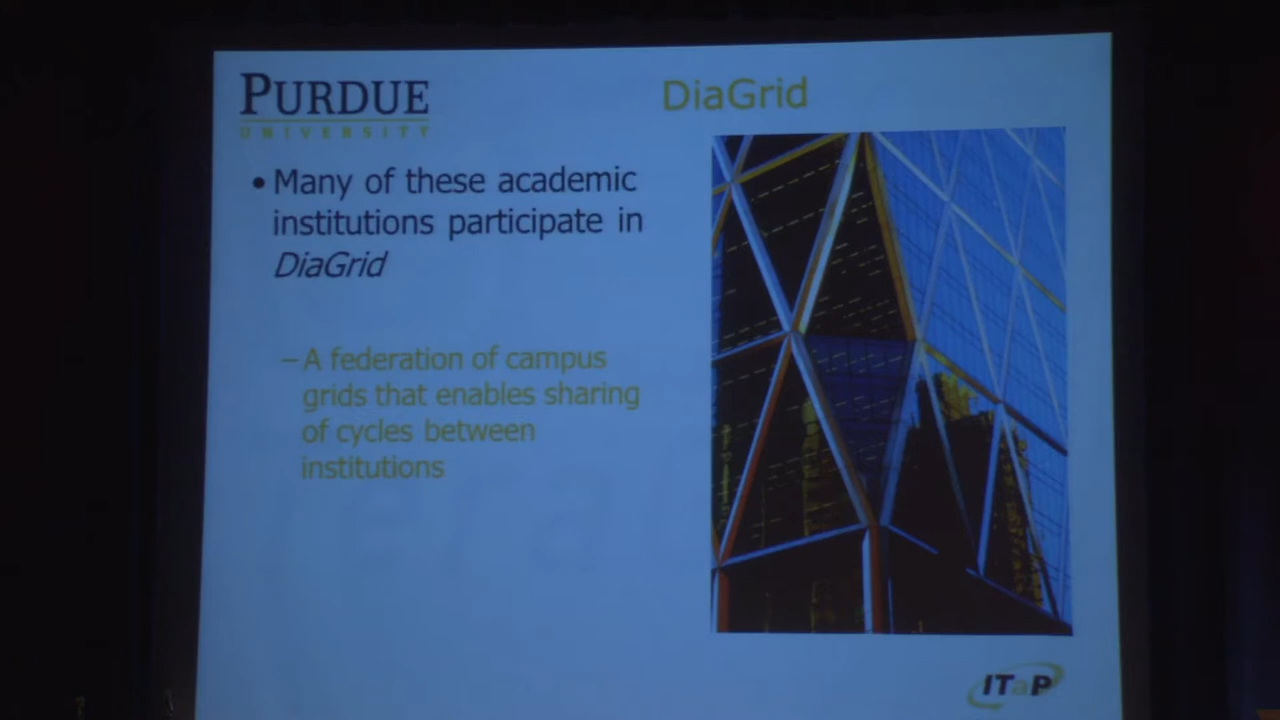 PURDUE
UNIVERSITY
DiaGrid
• Many of these academic
institutions participate in
DiaGrid
– A federation of campus
grids that enables sharing
of cycles between
institutions
ITaP